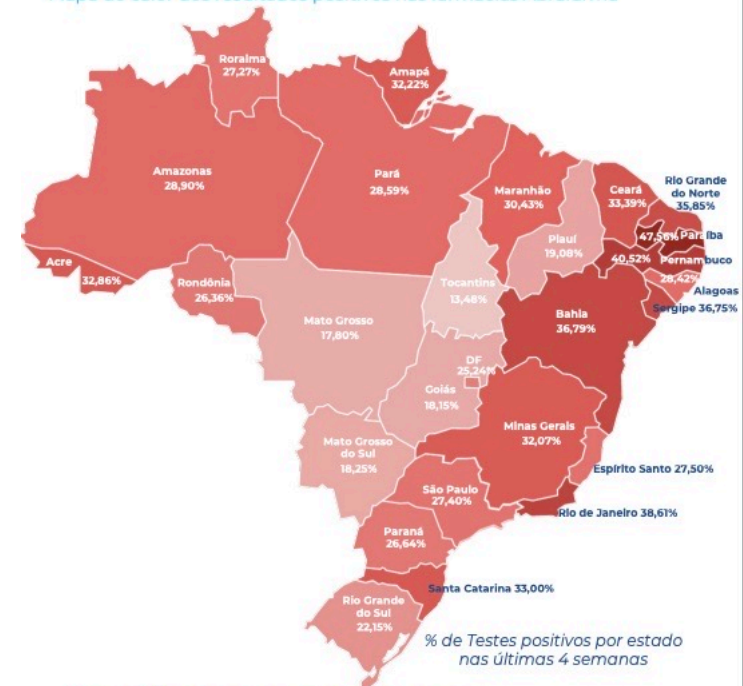 Roraima
27,27%
Amapá
32,22%
Amazonas
28,90%
Pará
28,59%
Maranhão
30,43%
Ceará
33,39%
Rio Grande
do Norte
35,85%
Piauí
19,08%
47,56% Paraíba
40,52% Pernambuco
28,42%
Alagoas
Sergipe 36,75%
Acre
32,86%
Rondônia
26,36%
Tocantins
13,48%
Mato Grosso
17,80%
Bahia
36,79%
DF
25,24%
Goiás
18,15%
Minas Gerais
32,07%
Mato Grosso
do Sul
18,25%
Espírito Santo 27,50%
São Paulo
27,40%
Rio de Janeiro 38,61%
Paraná
26,64%
Santa Catarina 33,00%
Rio Grande
do Sul
22,15%
% de Testes positivos por estado
nas últimas 4 semanas